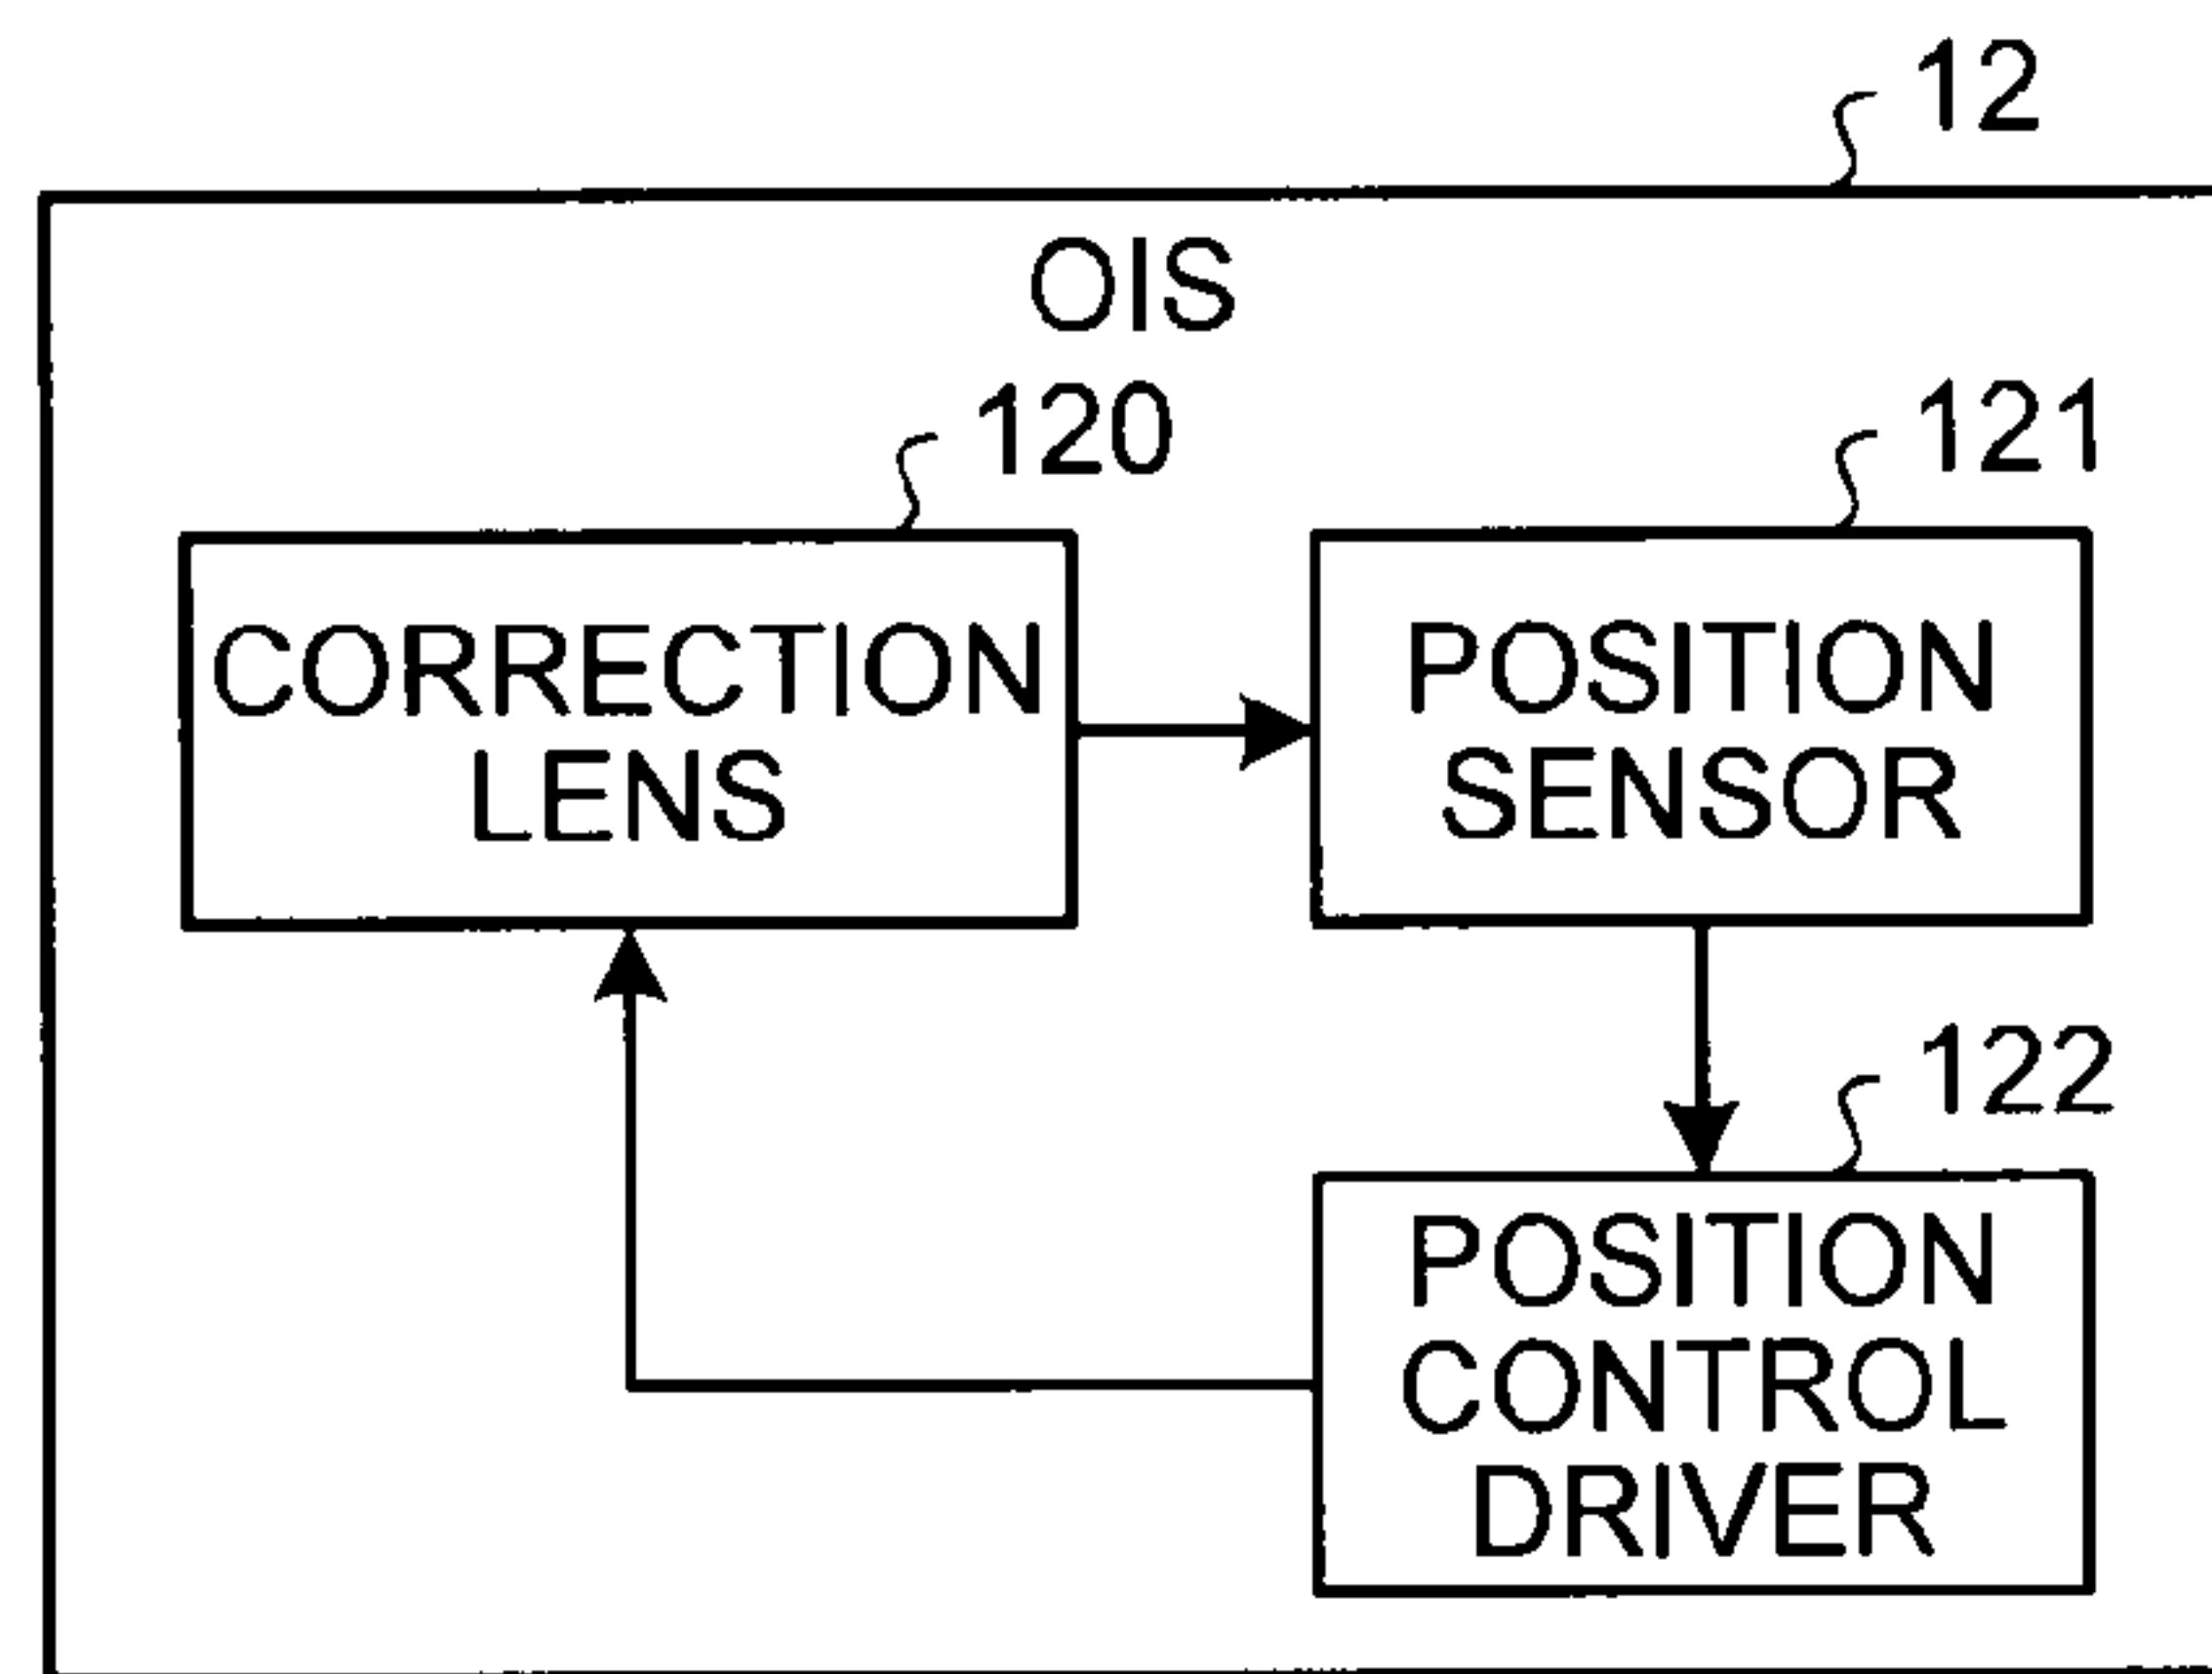 12
OIS
120
121
CORRECTION
LENS
POSITION
SENSOR
122
POSITION
CONTROL
DRIVER